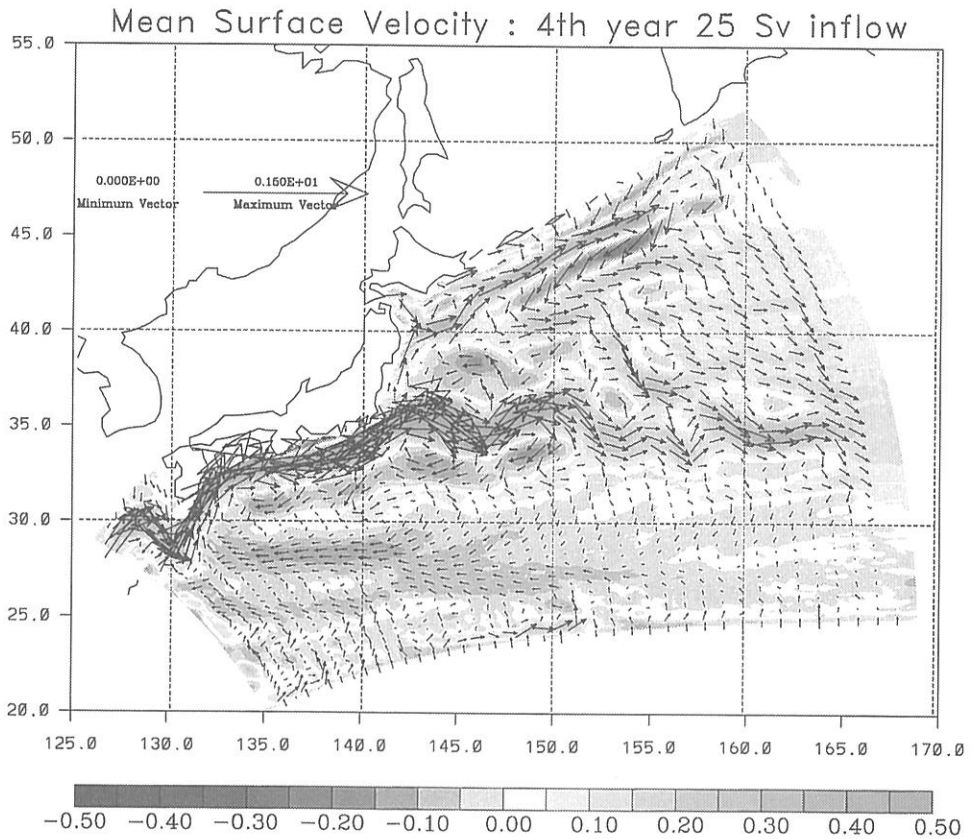 Mean Surface Velocity : 4th year 25 Sv inflow
55.0
50.0
0.000E+00 0.150E+01
Minimum Vector Maximum Vector
45.0
40.0
35.0
30.0
25.0
20.0
125.0 130.0 135.0 140.0 145.0 150.0 155.0 160.0 165.0 170.0
-0.50 -0.40 -0.30 -0.20 -0.10 0.00 0.10 0.20 0.30 0.40 0.50